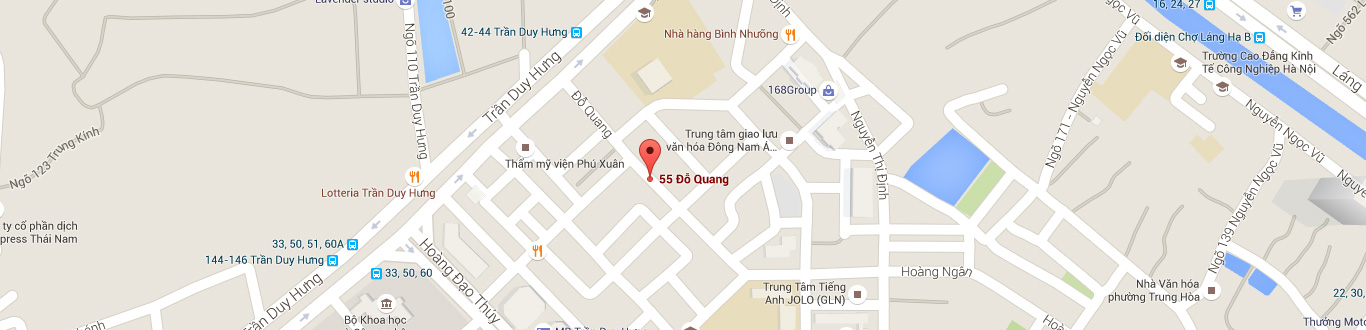 Lavender studio
100
Ngõ 110 Trần Duy Hưng
42-44 Trần Duy Hưng
Trần Duy Hưng
Đỗ Quang
Nhà hàng Bình Nhưỡng
Định
16, 24, 27
Ngọc Vũ
Đối diện Chợ Láng Hạ B
Trường Cao Đẳng Kinh
Tế Công Nghiệp Hà Nội
Ngõ 562
Láng
168Group
Nguyễn Thị Định
Trung tâm giao lưu
văn hóa Đông Nam Á...
Ngõ 171 - Nguyễn Ngọc Vũ
Nguyễn Ngọc Vũ
Ngõ 123 Trung Kính
Thẩm mỹ viện Phú Xuân
55 Đỗ Quang
Lotteria Trần Duy Hưng
ty cổ phần dịch
press Thái Nam
33, 50, 51, 60A
144-146 Trần Duy Hưng
33, 50, 60
Hoàng Đạo Thúy
Trần Duy Hưng
Hoàng Ngân
Ngõ 139 Nguyễn Ngọc Vũ
Trung Tâm Tiếng
Anh JOLO (GLN)
Nhà Văn hóa
phường Trung Hòa
22, 30,
Thưởng Moto
Bộ Khoa học